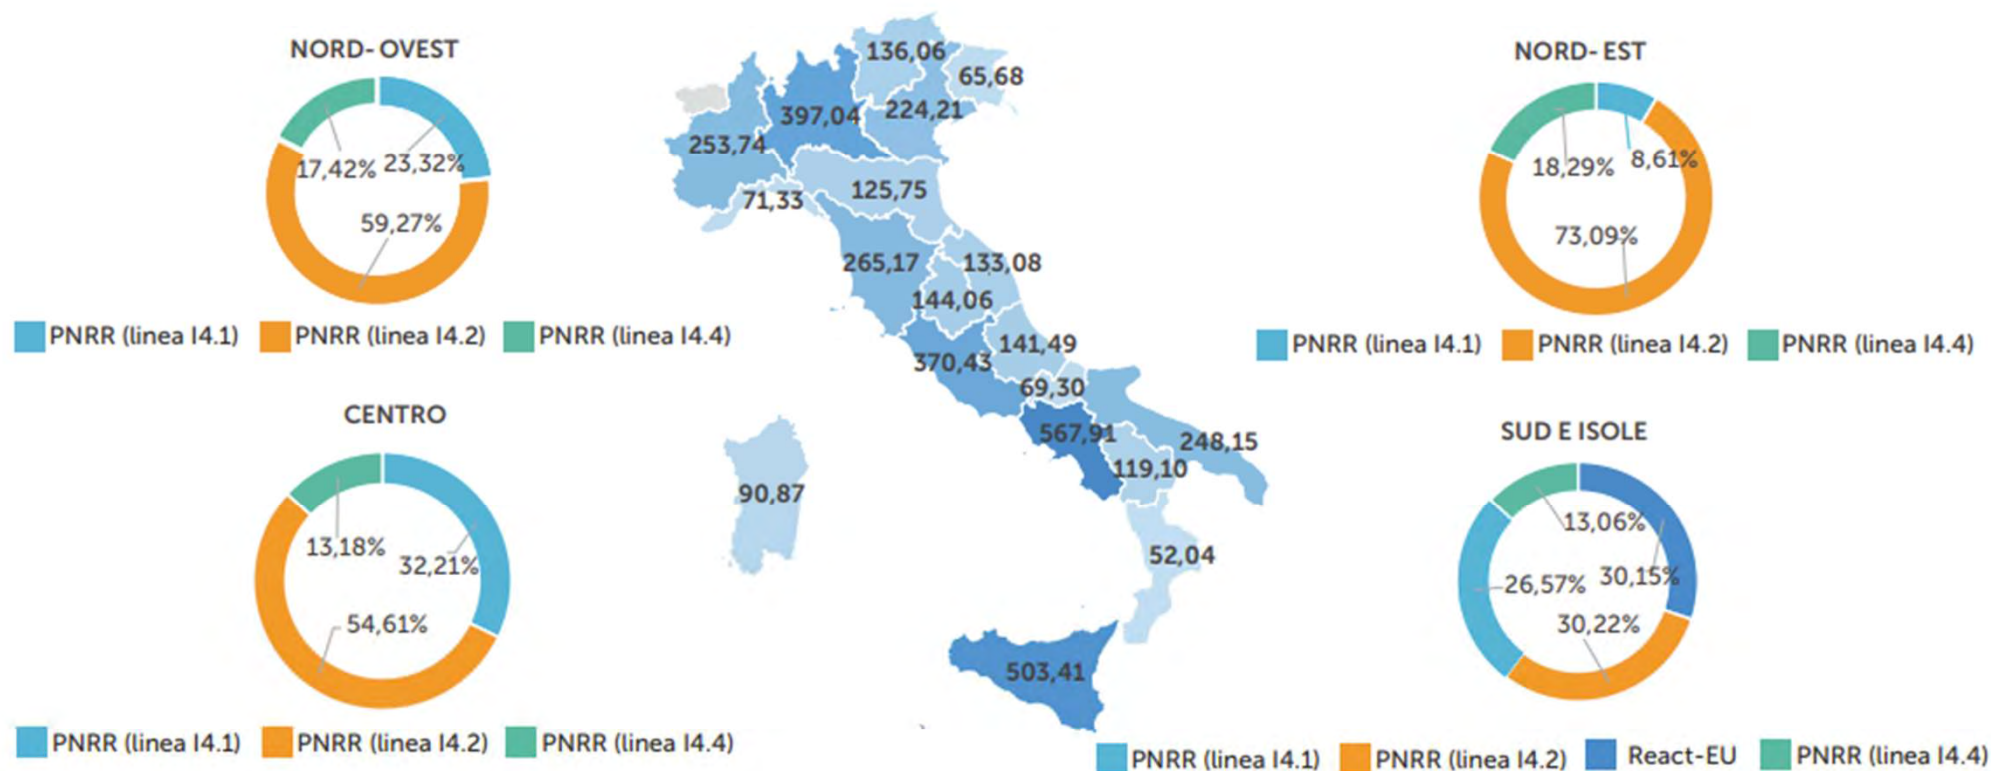 NORD- OVEST
17,42%
23,32%
59,27%
PNRR (linea I4.1)
PNRR (linea I4.2)
PNRR (linea I4.4)
CENTRO
13,18%
32,21%
54,61%
PNRR (linea I4.1)
PNRR (linea I4.2)
PNRR (linea I4.4)
136,06
65,68
397,04
224,21
253,74
125,75
71,33
265,17
133,08
144,06
141,49
370,43
69,30
567,91
248,15
119,10
90,87
52,04
503,41
NORD- EST
18,29%
8,61%
73,09%
PNRR (linea I4.1)
PNRR (linea I4.2)
PNRR (linea I4.4)
SUD E ISOLE
13,06%
26,57%
30,15%
30,22%
PNRR (linea I4.1)
PNRR (linea I4.2)
React-EU
PNRR (linea I4.4)